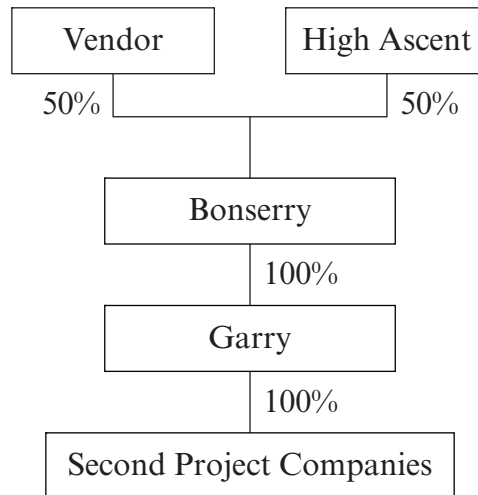 Vendor
High Ascent
50%
50%
Bonserry
100%
Garry
100%
Second Project Companies